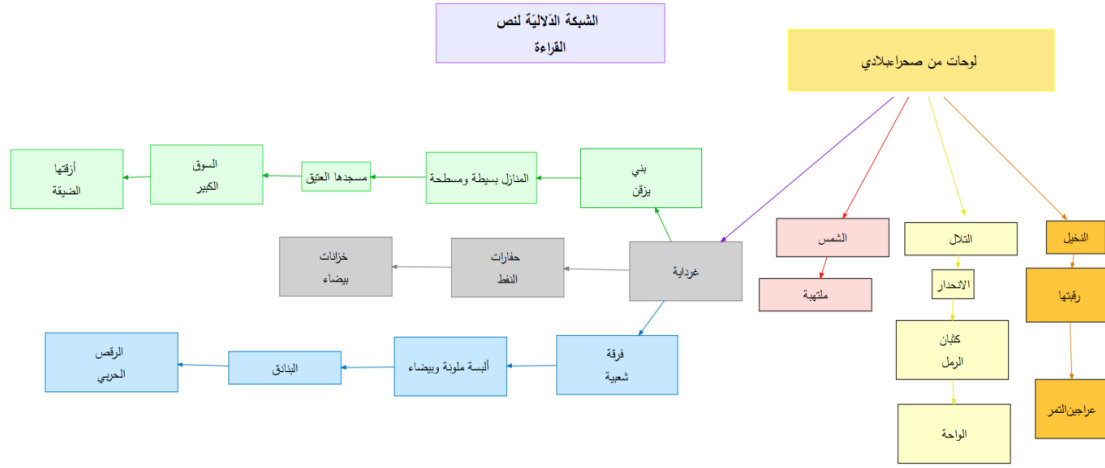 الشبكة الدّلاليّة لنص
القراءة
لوحات من صحراءبلادي
النخيل
رقبتها
عراجين‌التمر
التلال
الانحدار
كثبان
الرمل
الواحة
الشمس
ملتهبة
غرداية
بني
يزقن
المنازل بسيطة ومسطحة
مسجدها العتيق
السوق
الكبير
أزقتها
الضيقة
حفارات
النفط
خزانات
بيضاء
فرقة
شعبية
ألبسة ملونة وبيضاء
البنادق
الرقص
الحربي